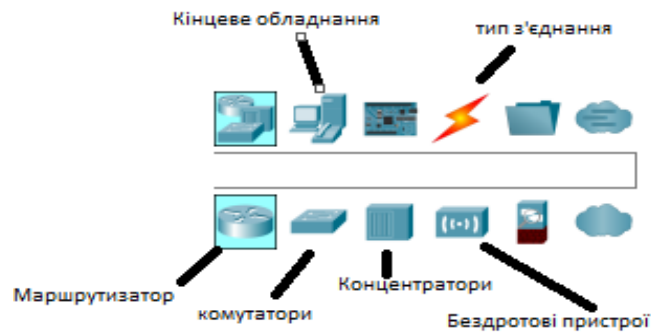 Кінцеве обладнання
тип з'єднання
Маршрутизатор
комутатори
Концентратори
Бездротові пристрої